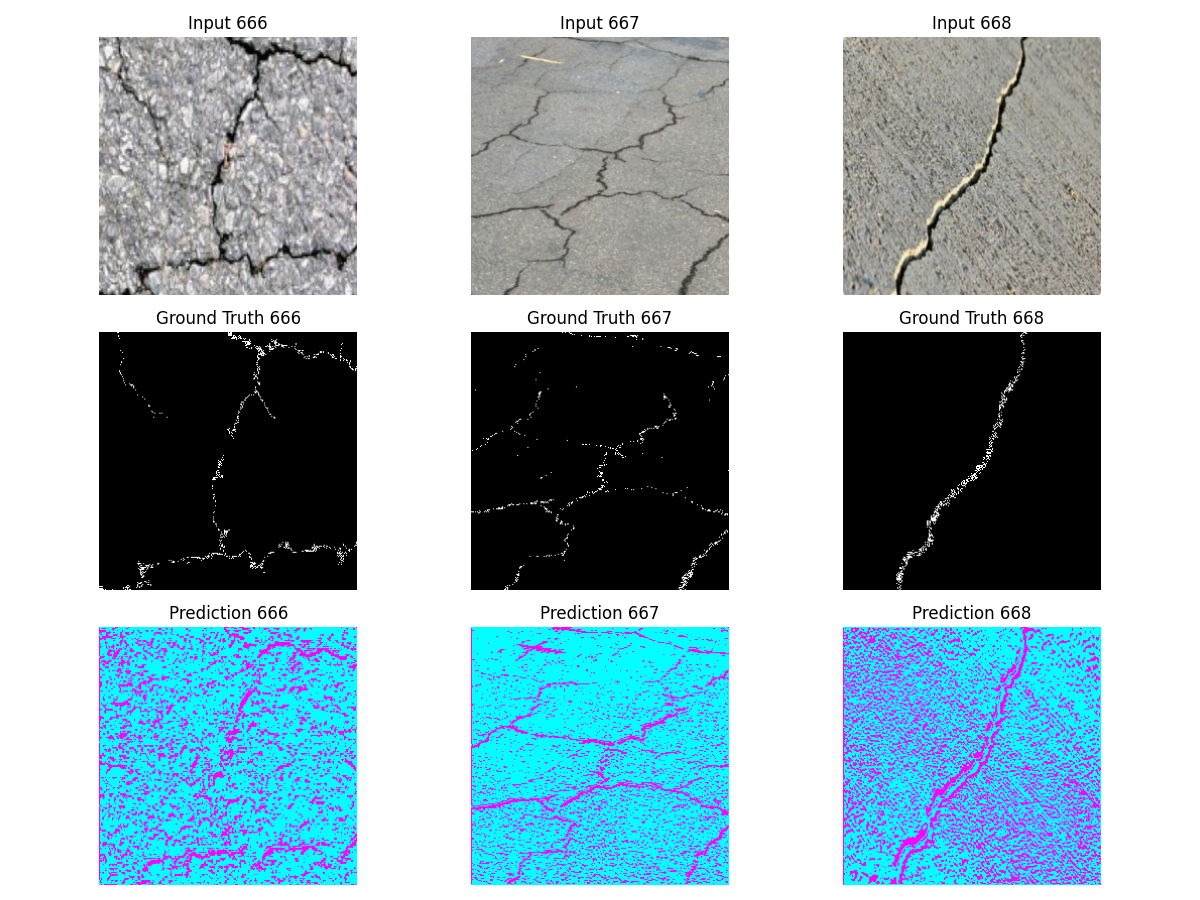 Input 666
Input 667
Input 668
Ground Truth 666
Ground Truth 667
Ground Truth 668
Prediction 666
Prediction 667
Prediction 668